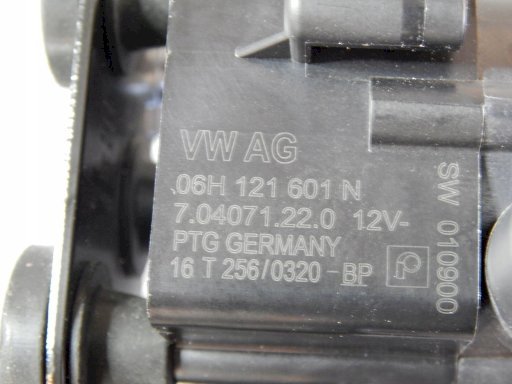 VW AG
06H 121 601 N
7.04071.22.0 12V-
PTG GERMANY
16 T 256/0320 - BP
SW 010900